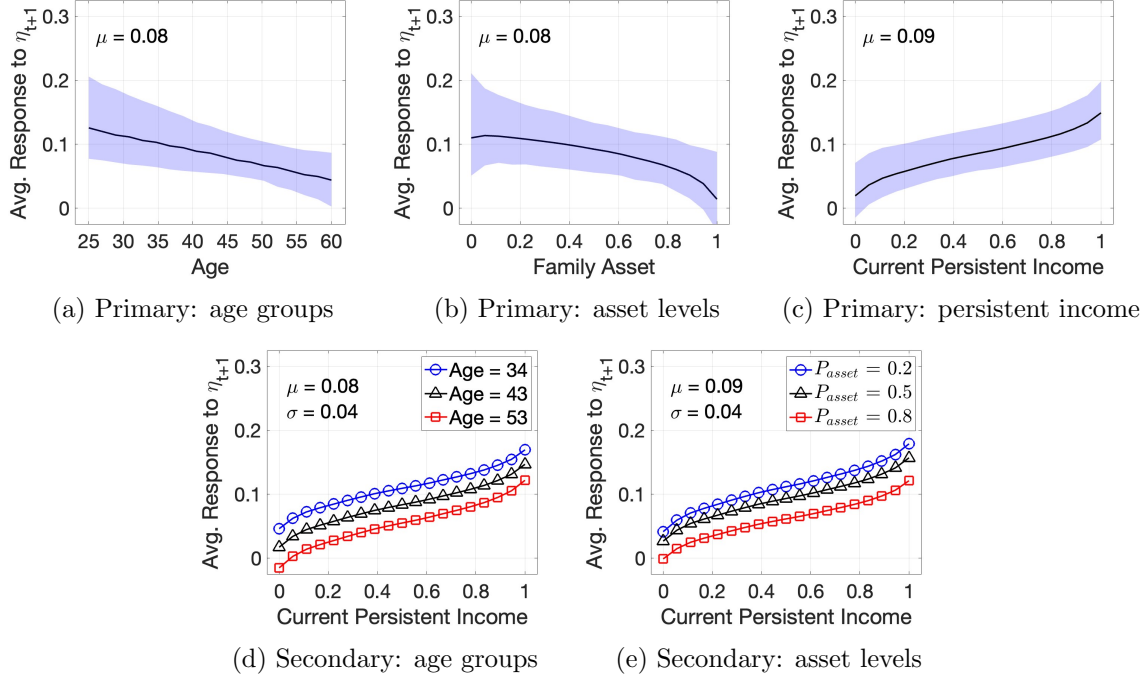 Avg. Response to η_{t+1}
0.3
0.2
0.1
0
μ = 0.08
25 30 35 40 45 50 55 60
Age
(a) Primary: age groups
Avg. Response to η_{t+1}
0.3
0.2
0.1
0
μ = 0.08
0 0.2 0.4 0.6 0.8 1
Family Asset
(b) Primary: asset levels
Avg. Response to η_{t+1}
0.3
0.2
0.1
0
μ = 0.09
0 0.2 0.4 0.6 0.8 1
Current Persistent Income
(c) Primary: persistent income
Avg. Response to η_{t+1}
0.3
0.2
0.1
0
μ = 0.08
σ = 0.04
Age = 34
Age = 43
Age = 53
0 0.2 0.4 0.6 0.8 1
Current Persistent Income
(d) Secondary: age groups
Avg. Response to η_{t+1}
0.3
0.2
0.1
0
μ = 0.09
σ = 0.04
P_{asset} = 0.2
P_{asset} = 0.5
P_{asset} = 0.8
0 0.2 0.4 0.6 0.8 1
Current Persistent Income
(e) Secondary: asset levels